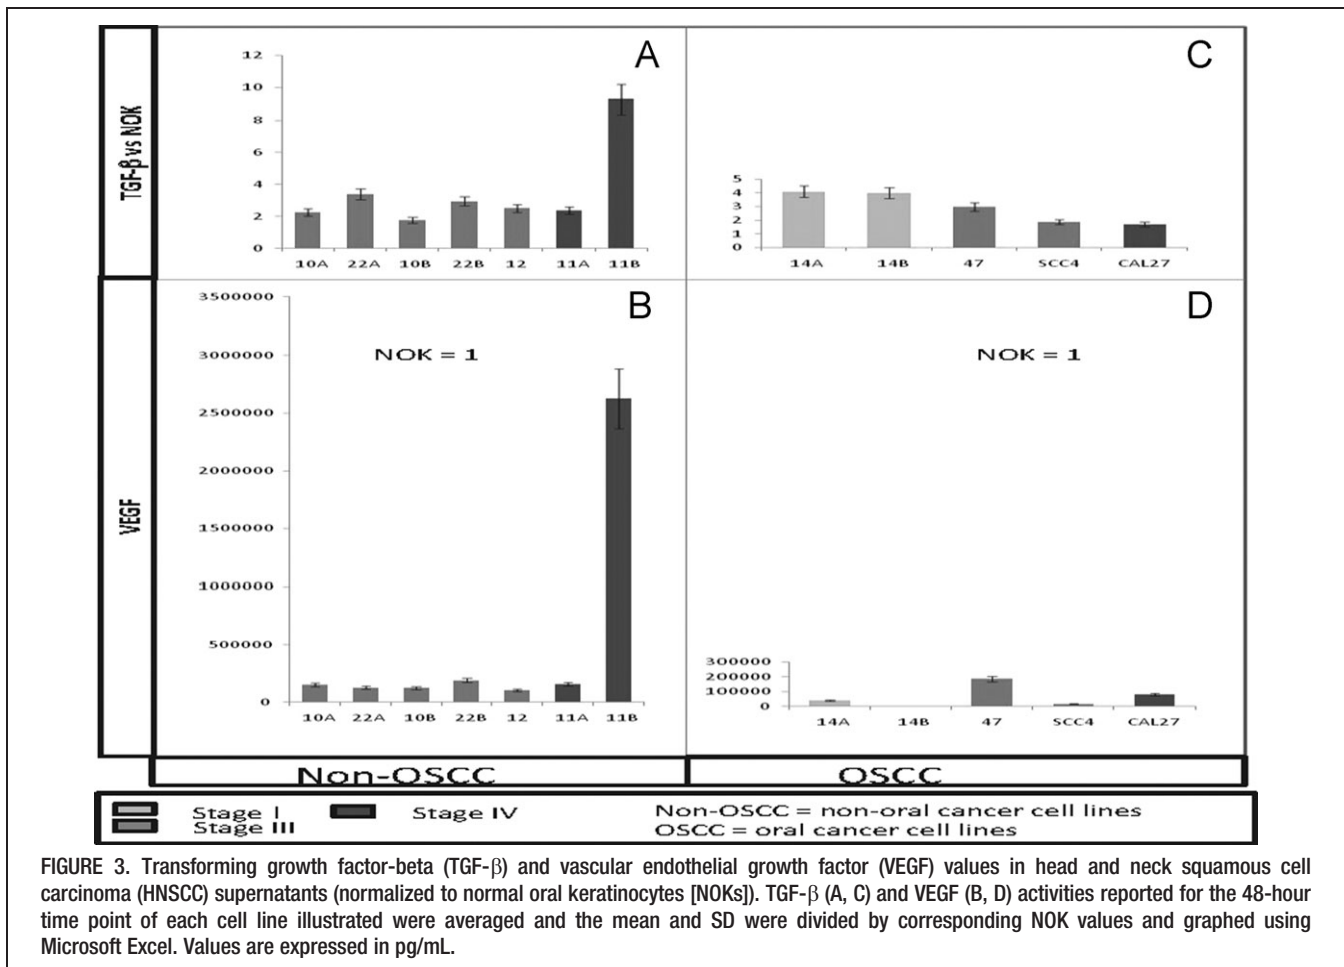 TGF-β vs NOK
A
12
10
8
6
4
2
0
10A 22A 10B 22B 12 11A 11B
C
5
4
3
2
1
0
14A 14B 47 SCC4 CAL27
VEGF
B
NOK = 1
3500000
3000000
2500000
2000000
1500000
1000000
500000
0
10A 22A 10B 22B 12 11A 11B
D
NOK = 1
300000
200000
100000
0
14A 14B 47 SCC4 CAL27
Non-OSCC
OSCC
Stage I
Stage III
Stage IV
Non-OSCC = non-oral cancer cell lines
OSCC = oral cancer cell lines
FIGURE 3. Transforming growth factor-beta (TGF-β) and vascular endothelial growth factor (VEGF) values in head and neck squamous cell
carcinoma (HNSCC) supernatants (normalized to normal oral keratinocytes [NOKs]). TGF-β (A, C) and VEGF (B, D) activities reported for the 48-hour
time point of each cell line illustrated were averaged and the mean and SD were divided by corresponding NOK values and graphed using
Microsoft Excel. Values are expressed in pg/mL.